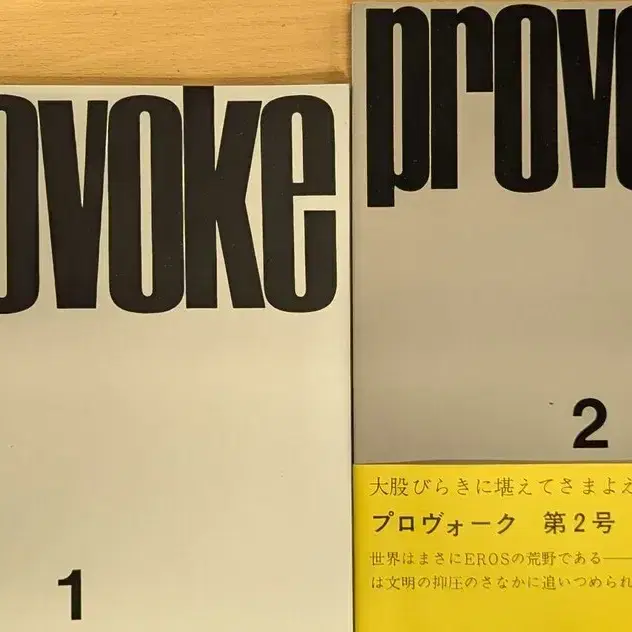 ovoke
1
prov
2
大股びらきに堪えてさまよえ
プロヴォーク 第2号
世界はまさにEROSの荒野である——
は文明の抑圧のさなかに追いつめられ